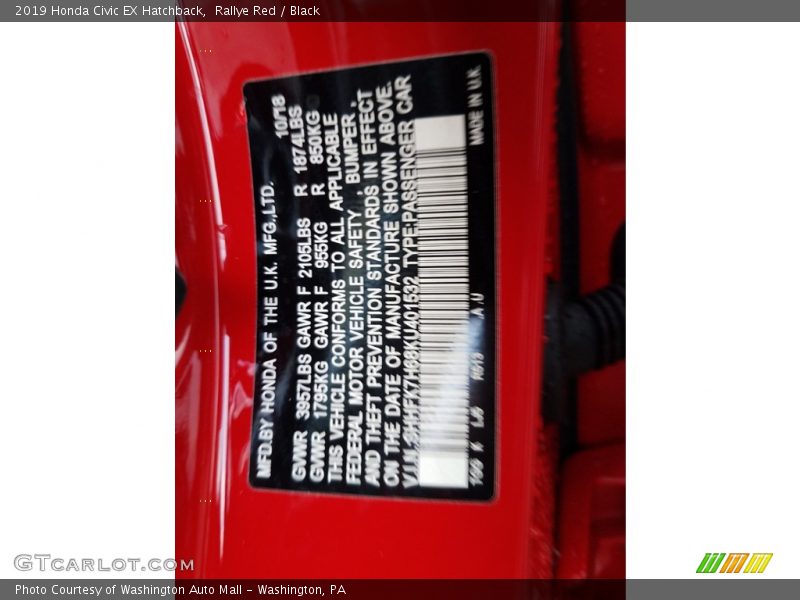 2019 Honda Civic EX Hatchback,  Rallye Red / Black
MFD.BY HONDA OF THE U.K. MFG.,LTD. 10/18
GVWR 3957LBS GAWR F 2105LBS R 1874LBS
GVWR 1795KG GAWR F 955KG R 850KG
THIS VEHICLE CONFORMS TO ALL APPLICABLE
FEDERAL MOTOR VEHICLE SAFETY , BUMPER ,
AND THEFT PREVENTION STANDARDS IN EFFECT
ON THE DATE OF MANUFACTURE SHOWN ABOVE.
V.I.N. SHHFK7H68KU401532 TYPE:PASSENGER CAR
R513 A.U MADE IN U.K
GTCARLOT.COM
Photo Courtesy of Washington Auto Mall - Washington, PA